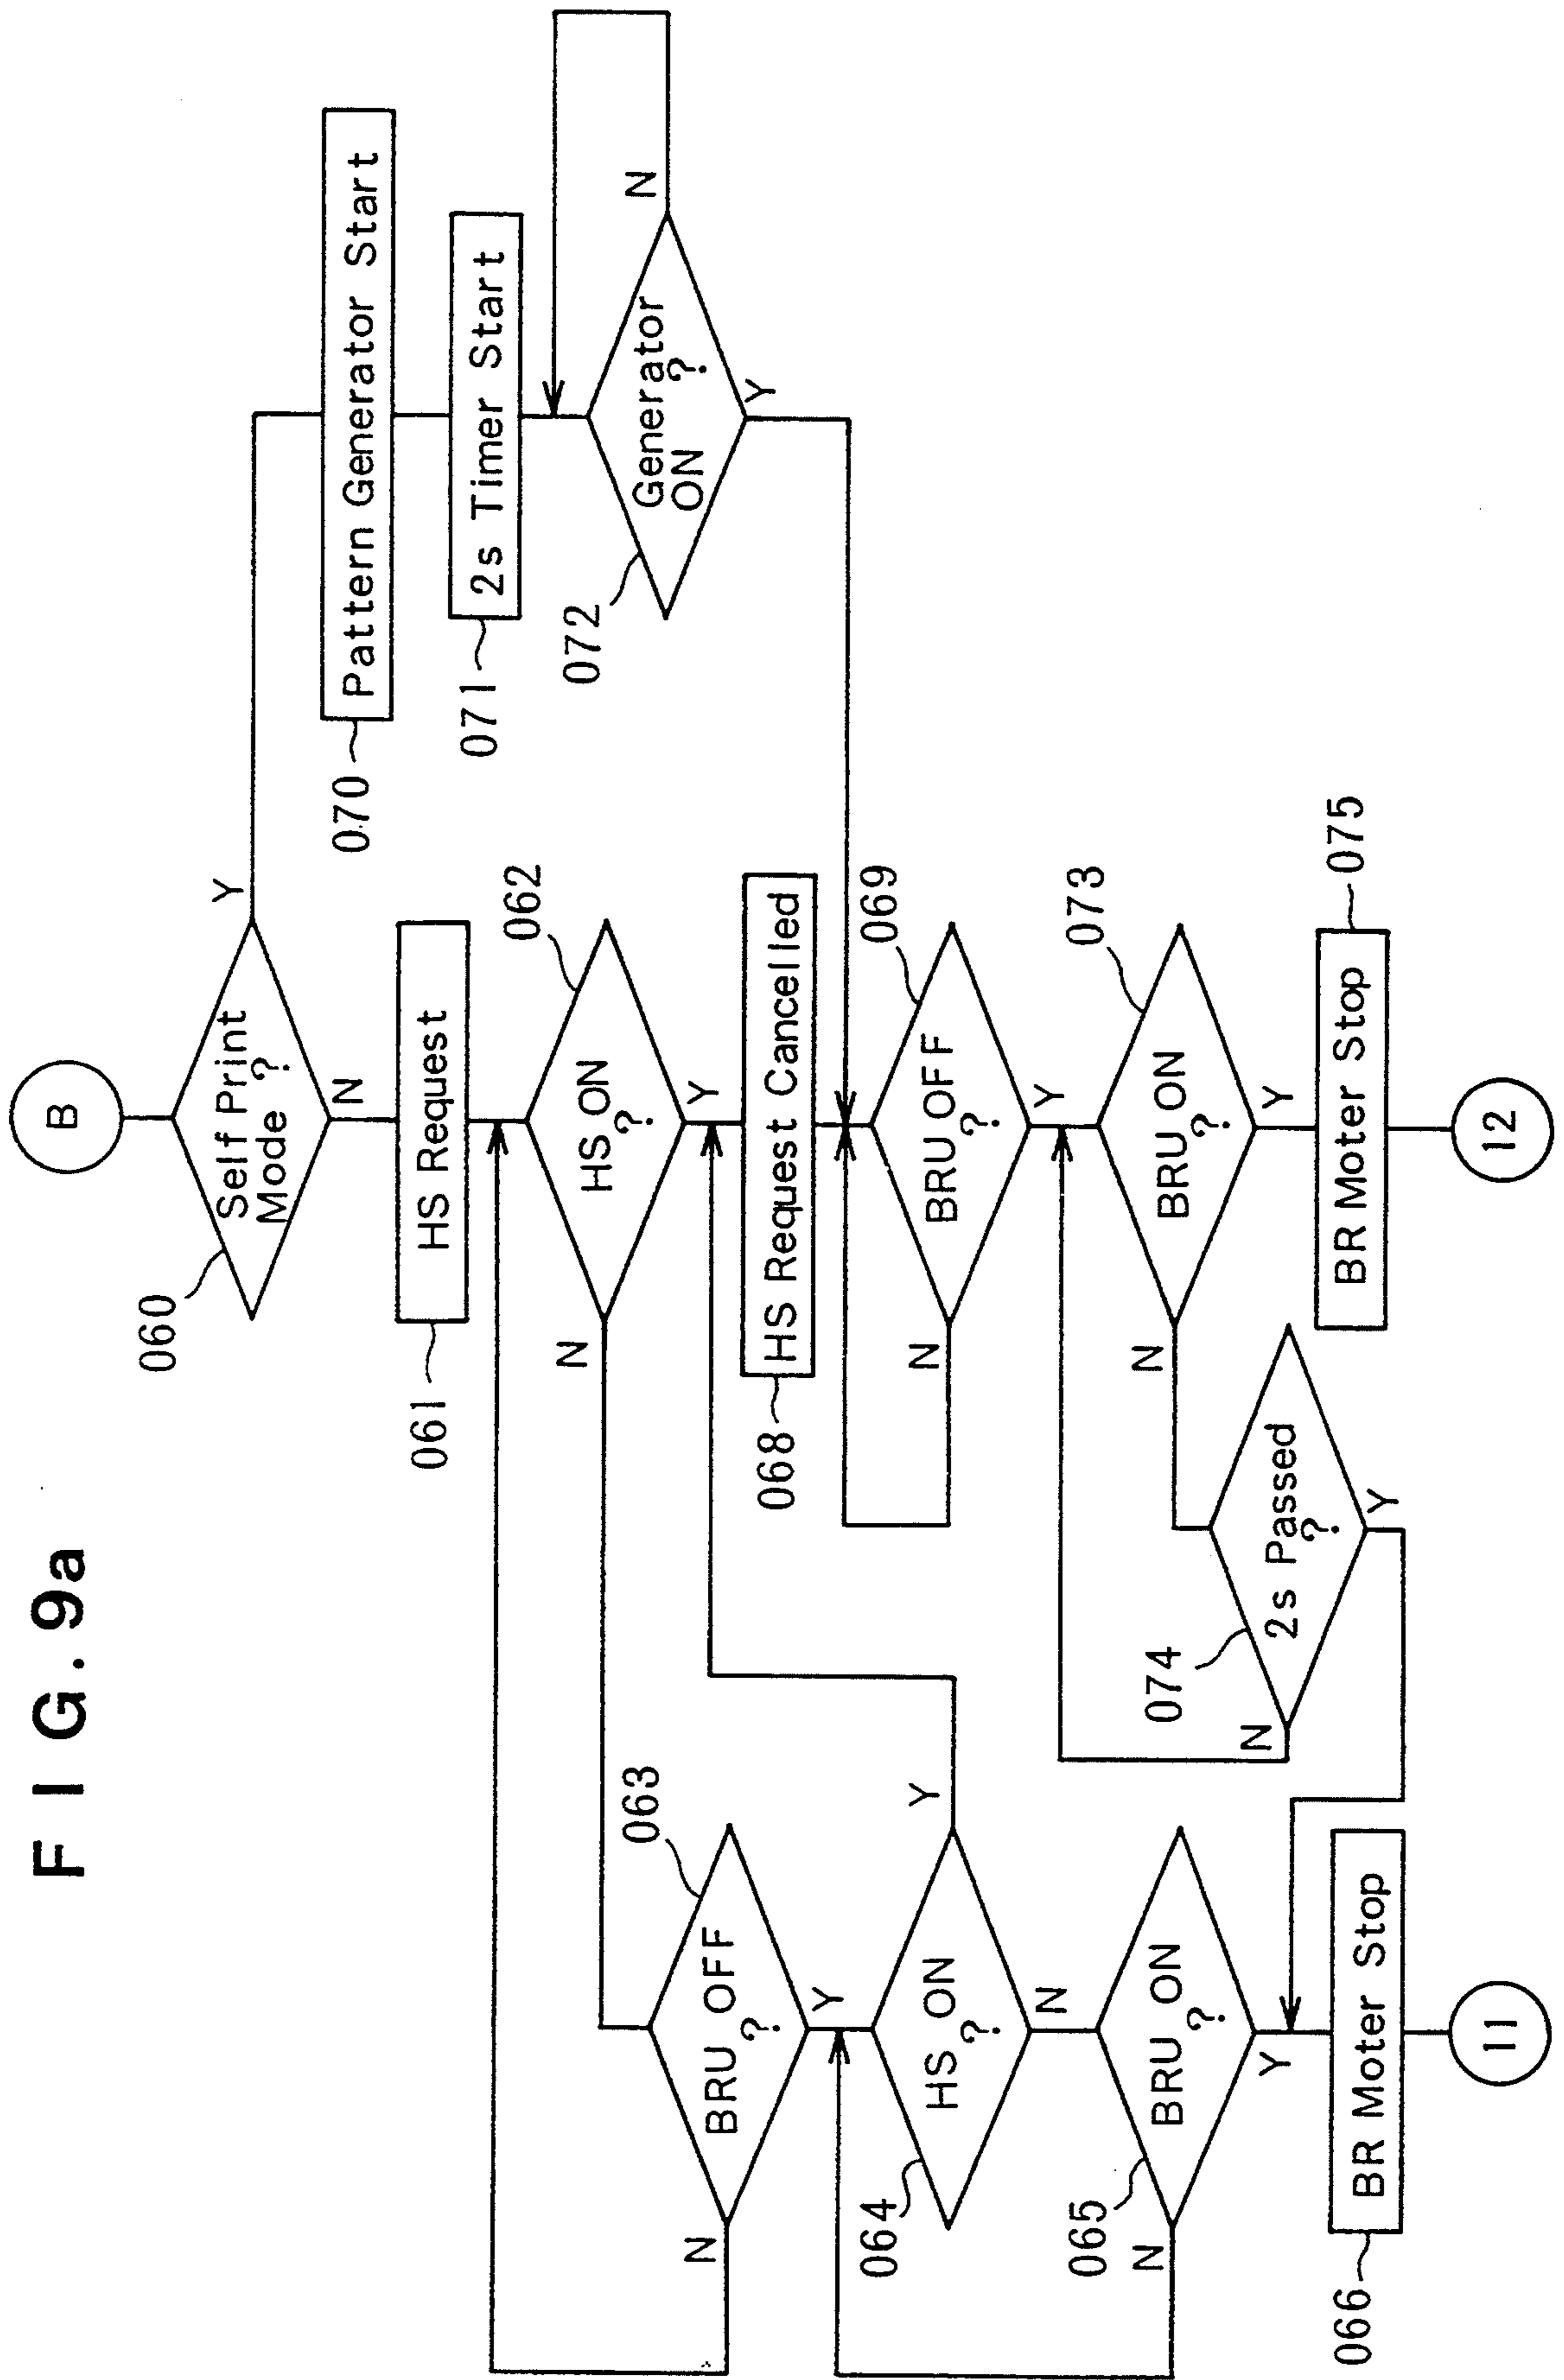 FIG. 9a
B
060
Self Print
Mode ?
Y
N
061
HS Request
062
HS ON
?
N
Y
063
BRU OFF
?
N
Y
064
HS ON
?
Y
N
065
BRU ON
?
N
Y
066
BR Moter Stop
11
068
HS Request Cancelled
069
BRU OFF
?
N
Y
070
Pattern Generator Start
071
2s Timer Start
072
Generator
ON ?
N
Y
073
BRU ON
?
N
Y
074
2s Passed
?
N
Y
075
BR Moter Stop
12